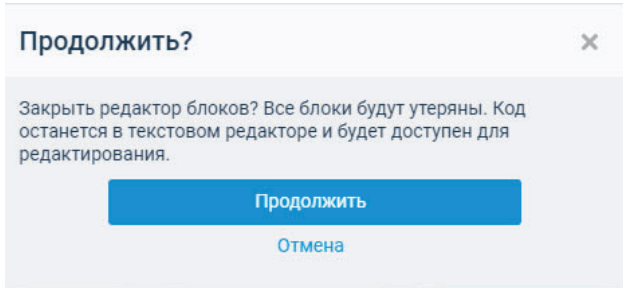 Продолжить?
Закрыть редактор блоков? Все блоки будут утеряны. Код
останется в текстовом редакторе и будет доступен для
редактирования.
Продолжить
Отмена